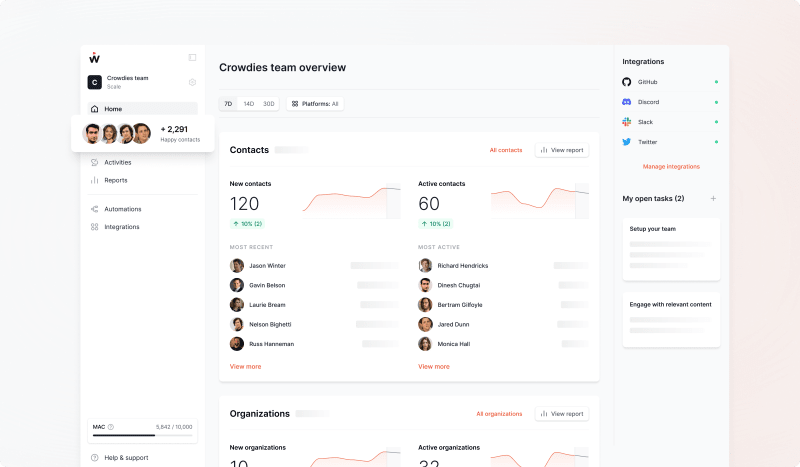 Crowdies team
Scale
Home
+ 2,291
Happy contacts
Activities
Reports
Automations
Integrations
MAC
5,842 / 10,000
Help & support
Crowdies team overview
7D
14D
30D
Platforms: All
Contacts
All contacts
View report
New contacts
120
10% (2)
MOST RECENT
Jason Winter
Gavin Belson
Laurie Bream
Nelson Bighetti
Russ Hanneman
View more
Active contacts
60
10% (2)
MOST ACTIVE
Richard Hendricks
Dinesh Chugtai
Bertram Gilfoyle
Jared Dunn
Monica Hall
View more
Organizations
All organizations
View report
New organizations
10
Active organizations
32
Integrations
GitHub
Discord
Slack
Twitter
Manage integrations
My open tasks (2)
Setup your team
Engage with relevant content